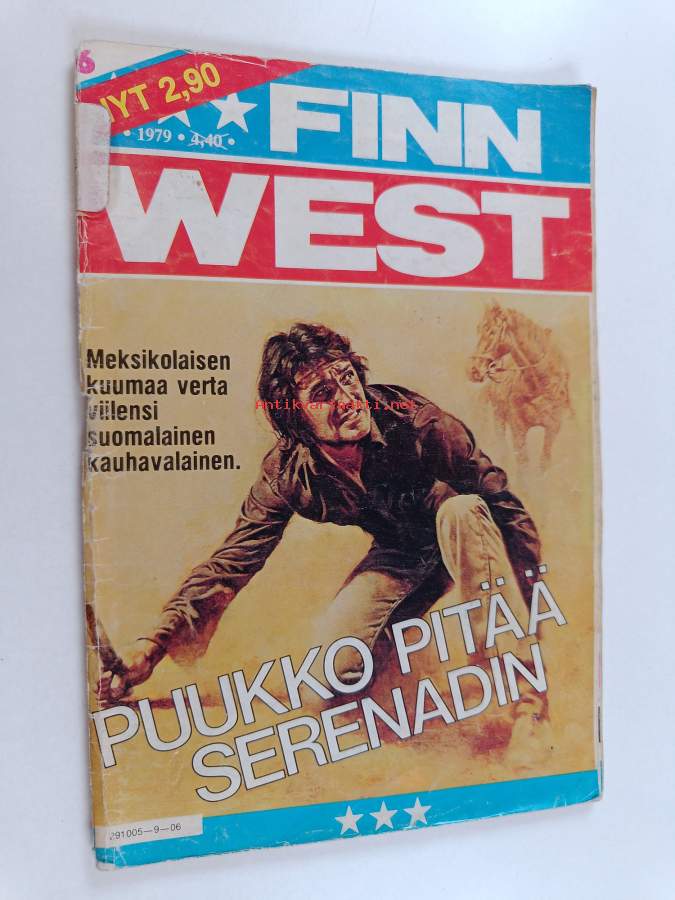 6
NYT 2,90
• 1979 • 4,40 •
FINN
WEST
Meksikolaisen
kuumaa verta
viilensi
suomalainen
kauhavalainen.
Antikvariaatti.net
PUUKKO PITÄÄ
SERENADIN
291005—9—06